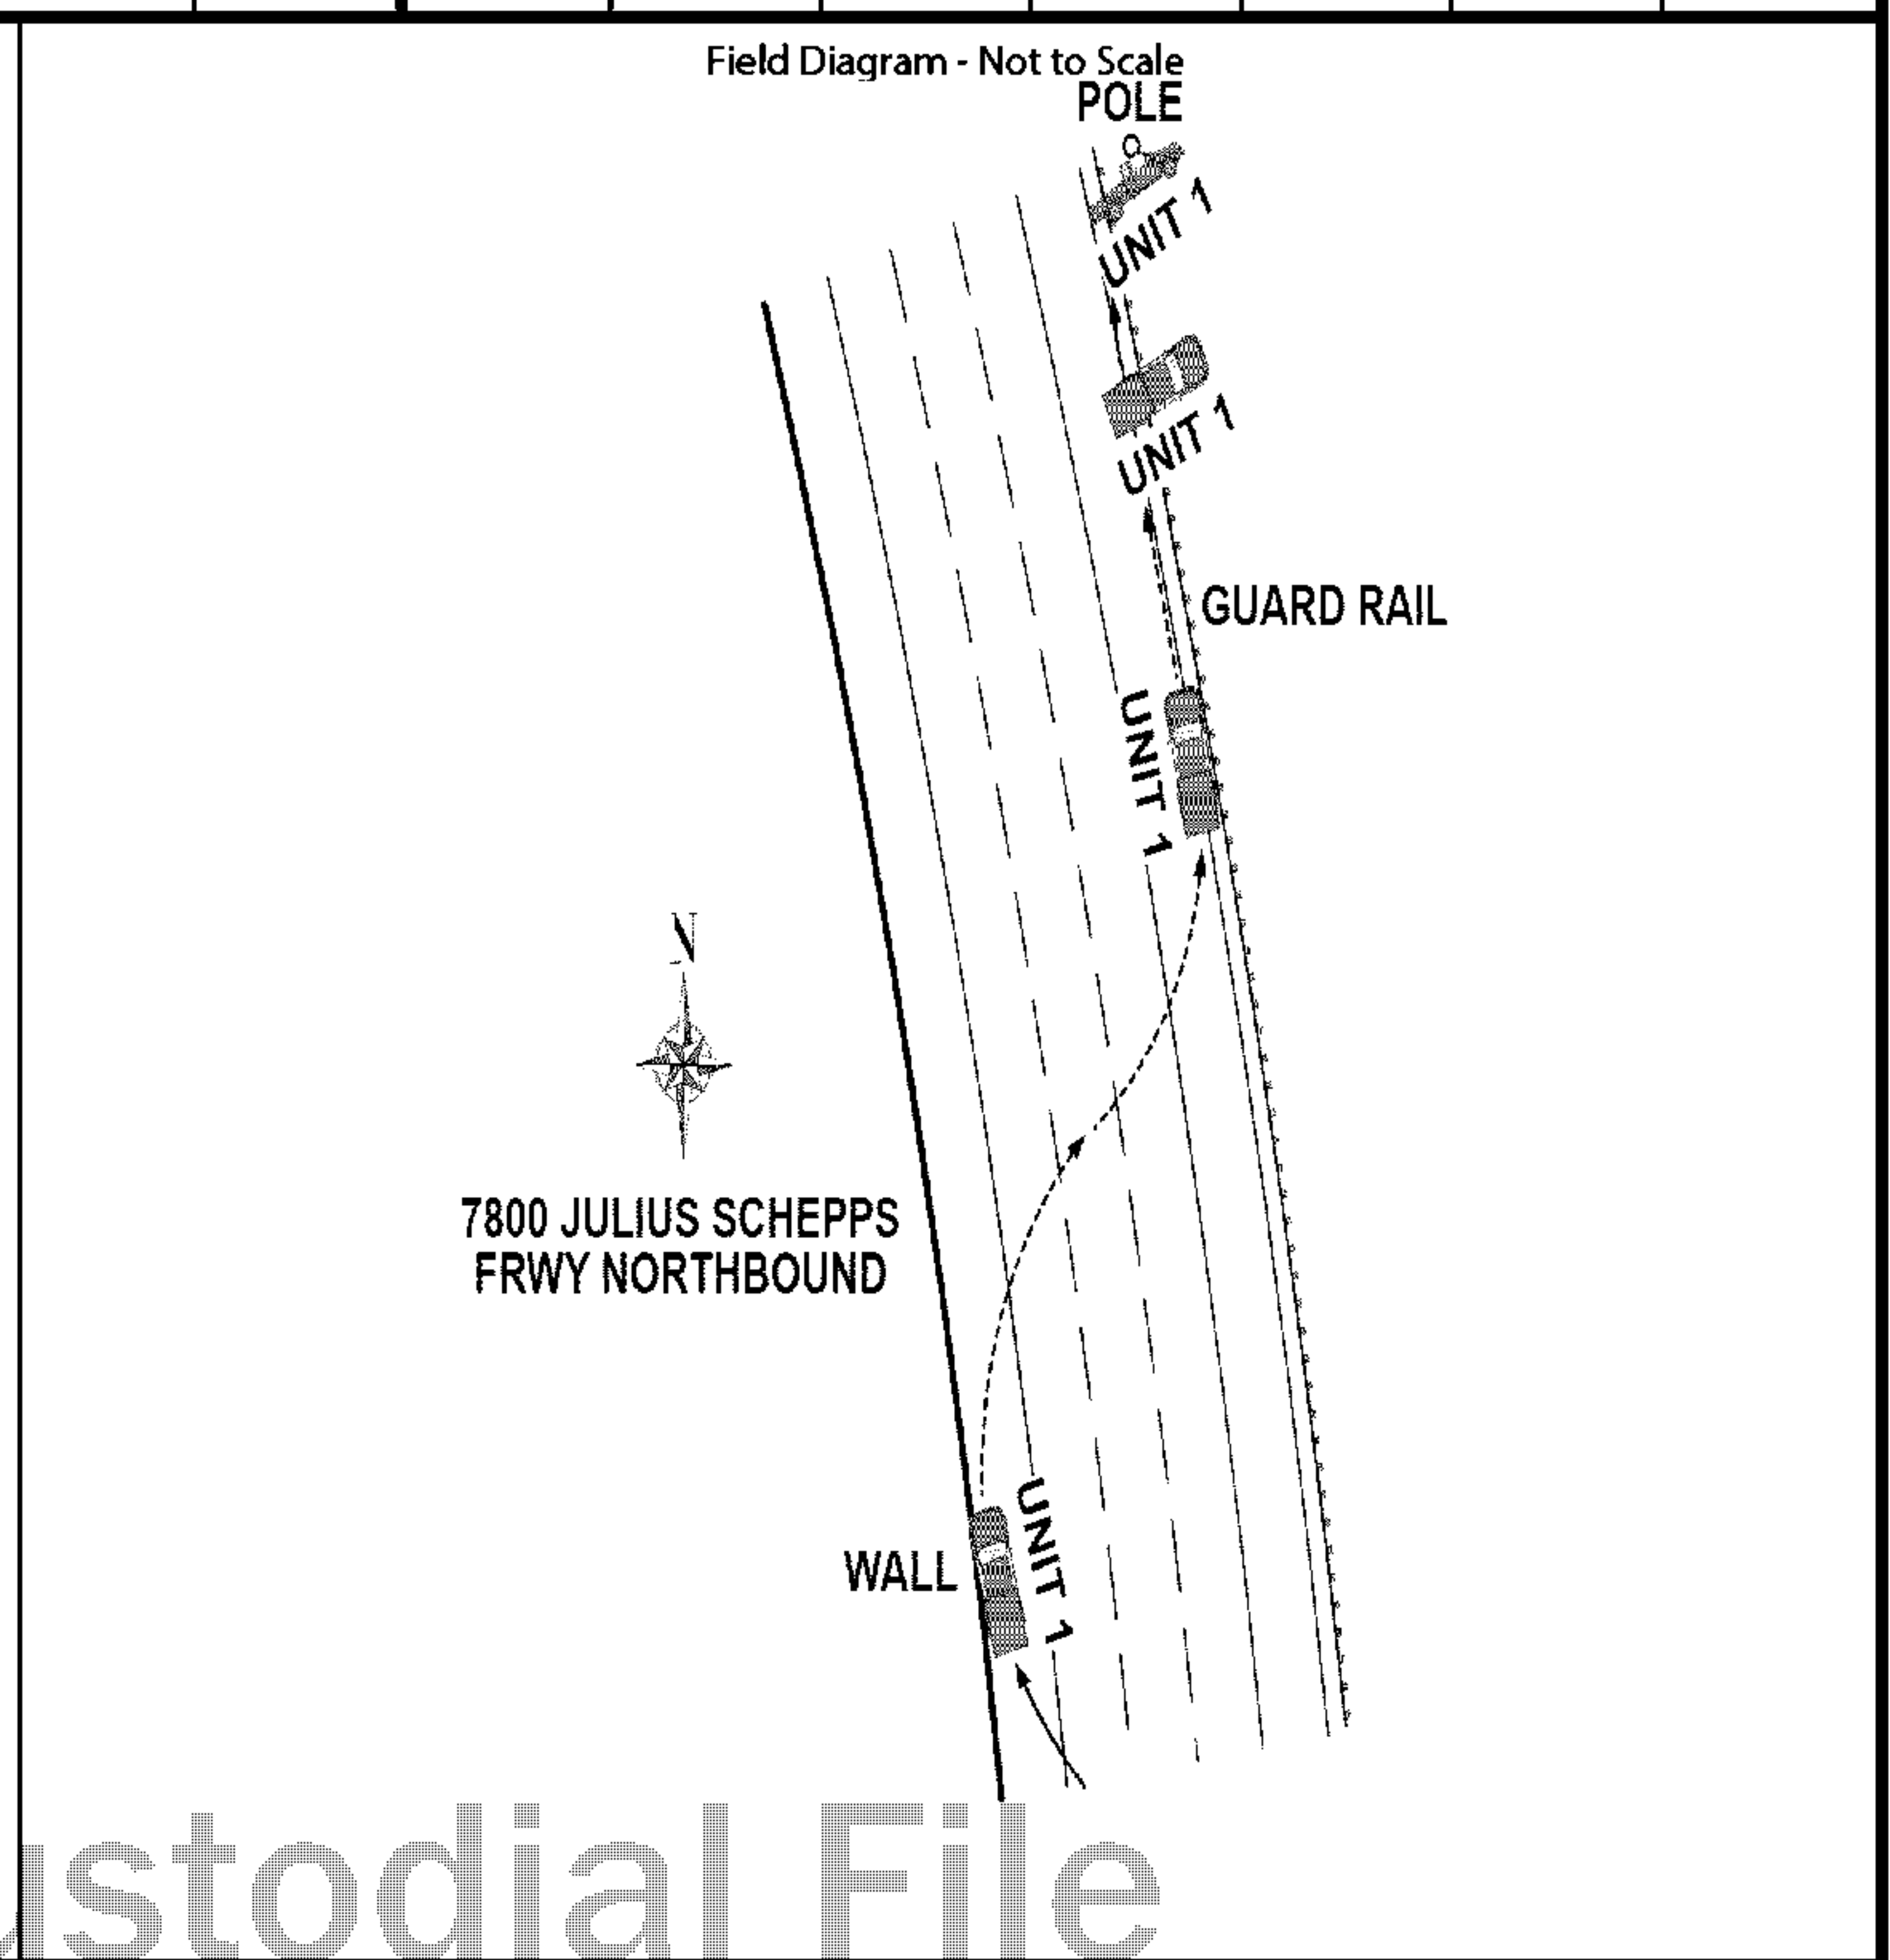 Field Diagram - Not to Scale
POLE
UNIT 1
UNIT 1
GUARD RAIL
UNIT 1
N
7800 JULIUS SCHEPPS
FRWY NORTHBOUND
UNIT 1
WALL
ustodial File